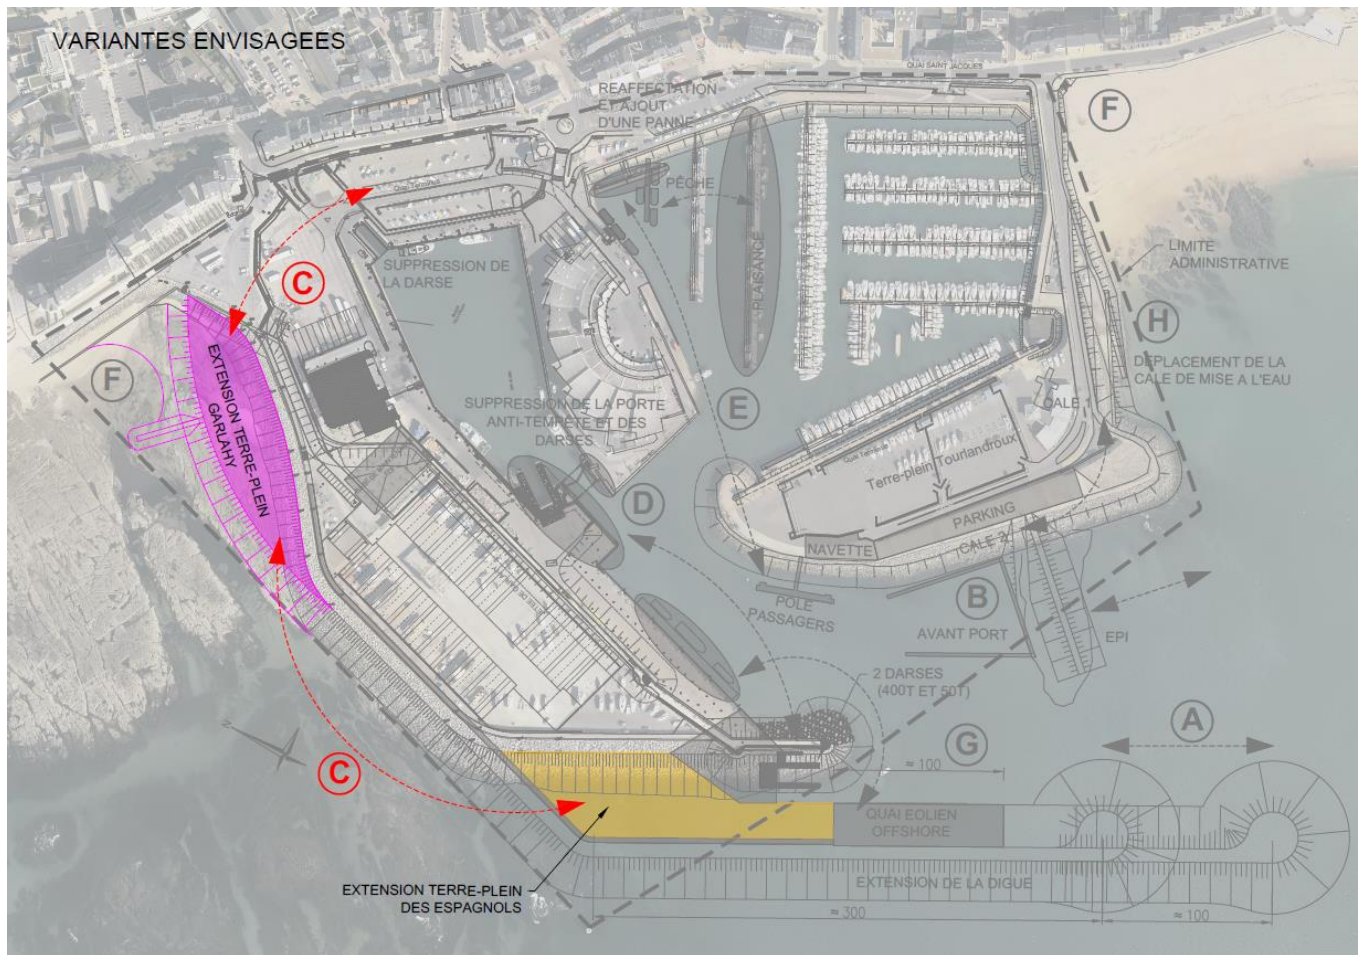 VARIANTES ENVISAGEES
QUAI SAINT JACQUES
REAFFECTATION
ET AJOUT
D'UNE PANNE
F
PÊCHE
PLAISANCE
C
SUPPRESSION DE
LA DARSE
LIMITE
ADMINISTRATIVE
H
DEPLACEMENT DE LA
CALE DE MISE A L'EAU
F
EXTENSION TERRE-PLEIN
GARLAHY
SUPPRESSION DE LA PORTE
ANTI-TEMPÊTE ET DES
DARSES
E
CALE 1
Terre-plein Tourlandroux
D
PARKING
NAVETTE
CALE 2
POLE
PASSAGERS
B
AVANT PORT
EPI
2 DARSES
(400T ET 50T)
A
G
≈ 100
C
QUAI EOLIEN
OFFSHORE
EXTENSION TERRE-PLEIN
DES ESPAGNOLS
EXTENSION DE LA DIGUE
≈ 300
≈ 100